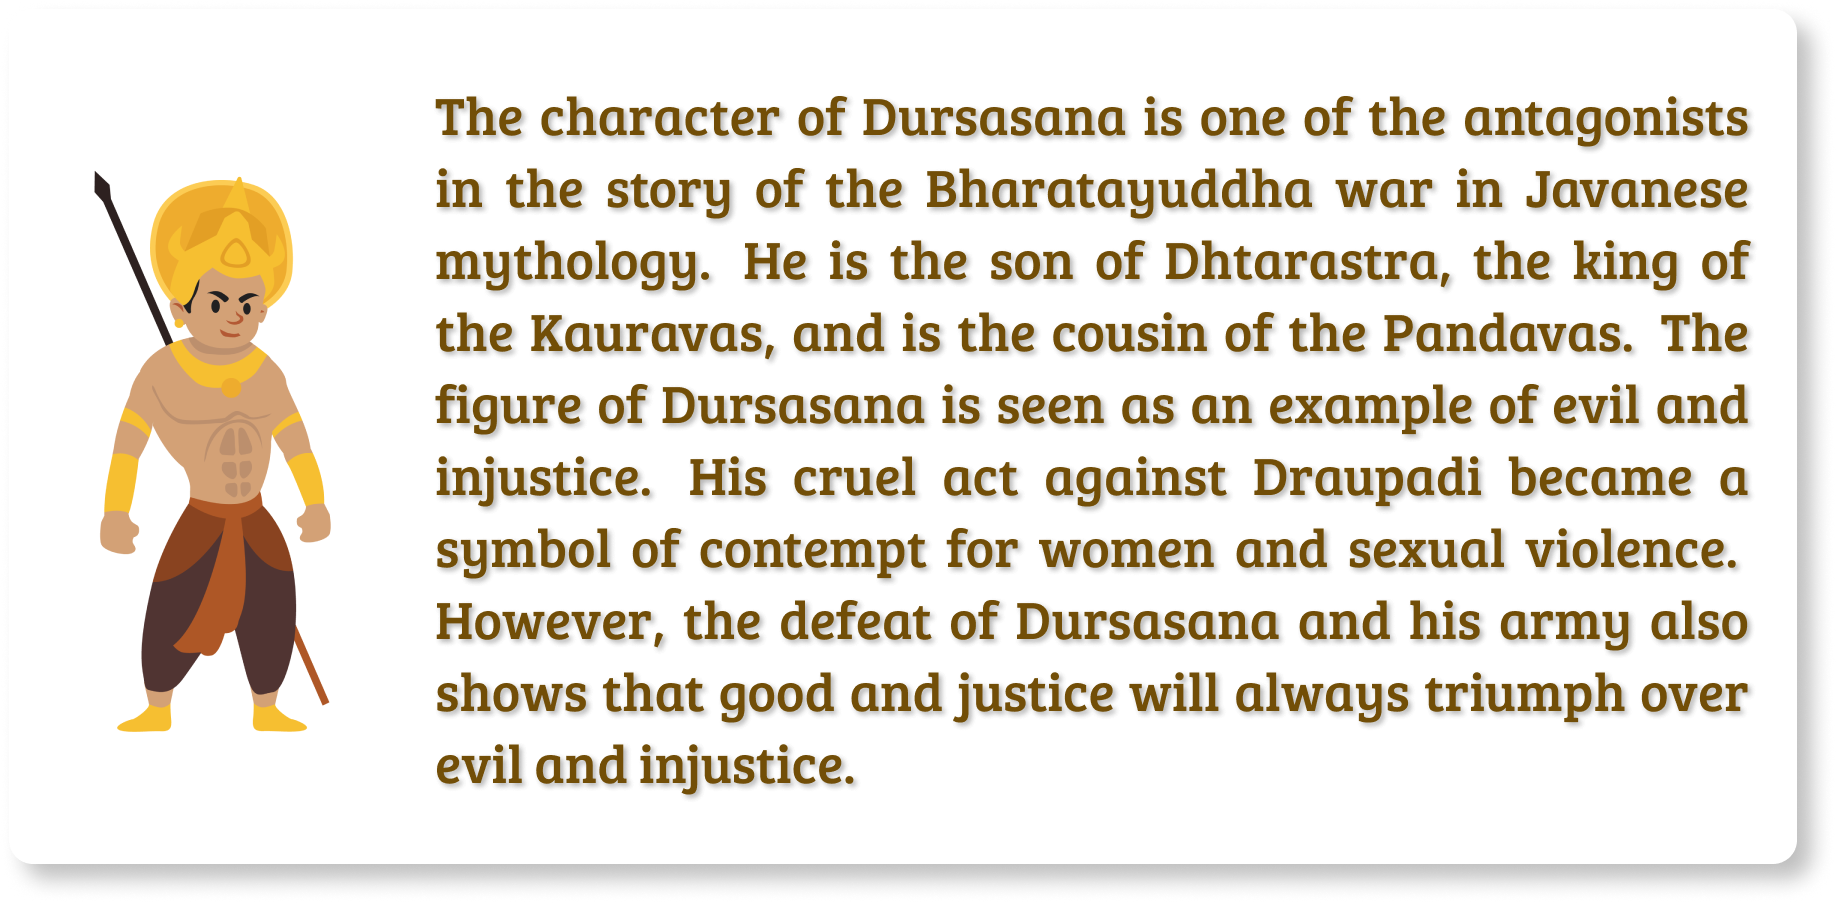 The character of Dursasana is one of the antagonists
in the story of the Bharatayuddha war in Javanese
mythology. He is the son of Dhtarastra, the king of
the Kauravas, and is the cousin of the Pandavas. The
figure of Dursasana is seen as an example of evil and
injustice. His cruel act against Draupadi became a
symbol of contempt for women and sexual violence.
However, the defeat of Dursasana and his army also
shows that good and justice will always triumph over
evil and injustice.